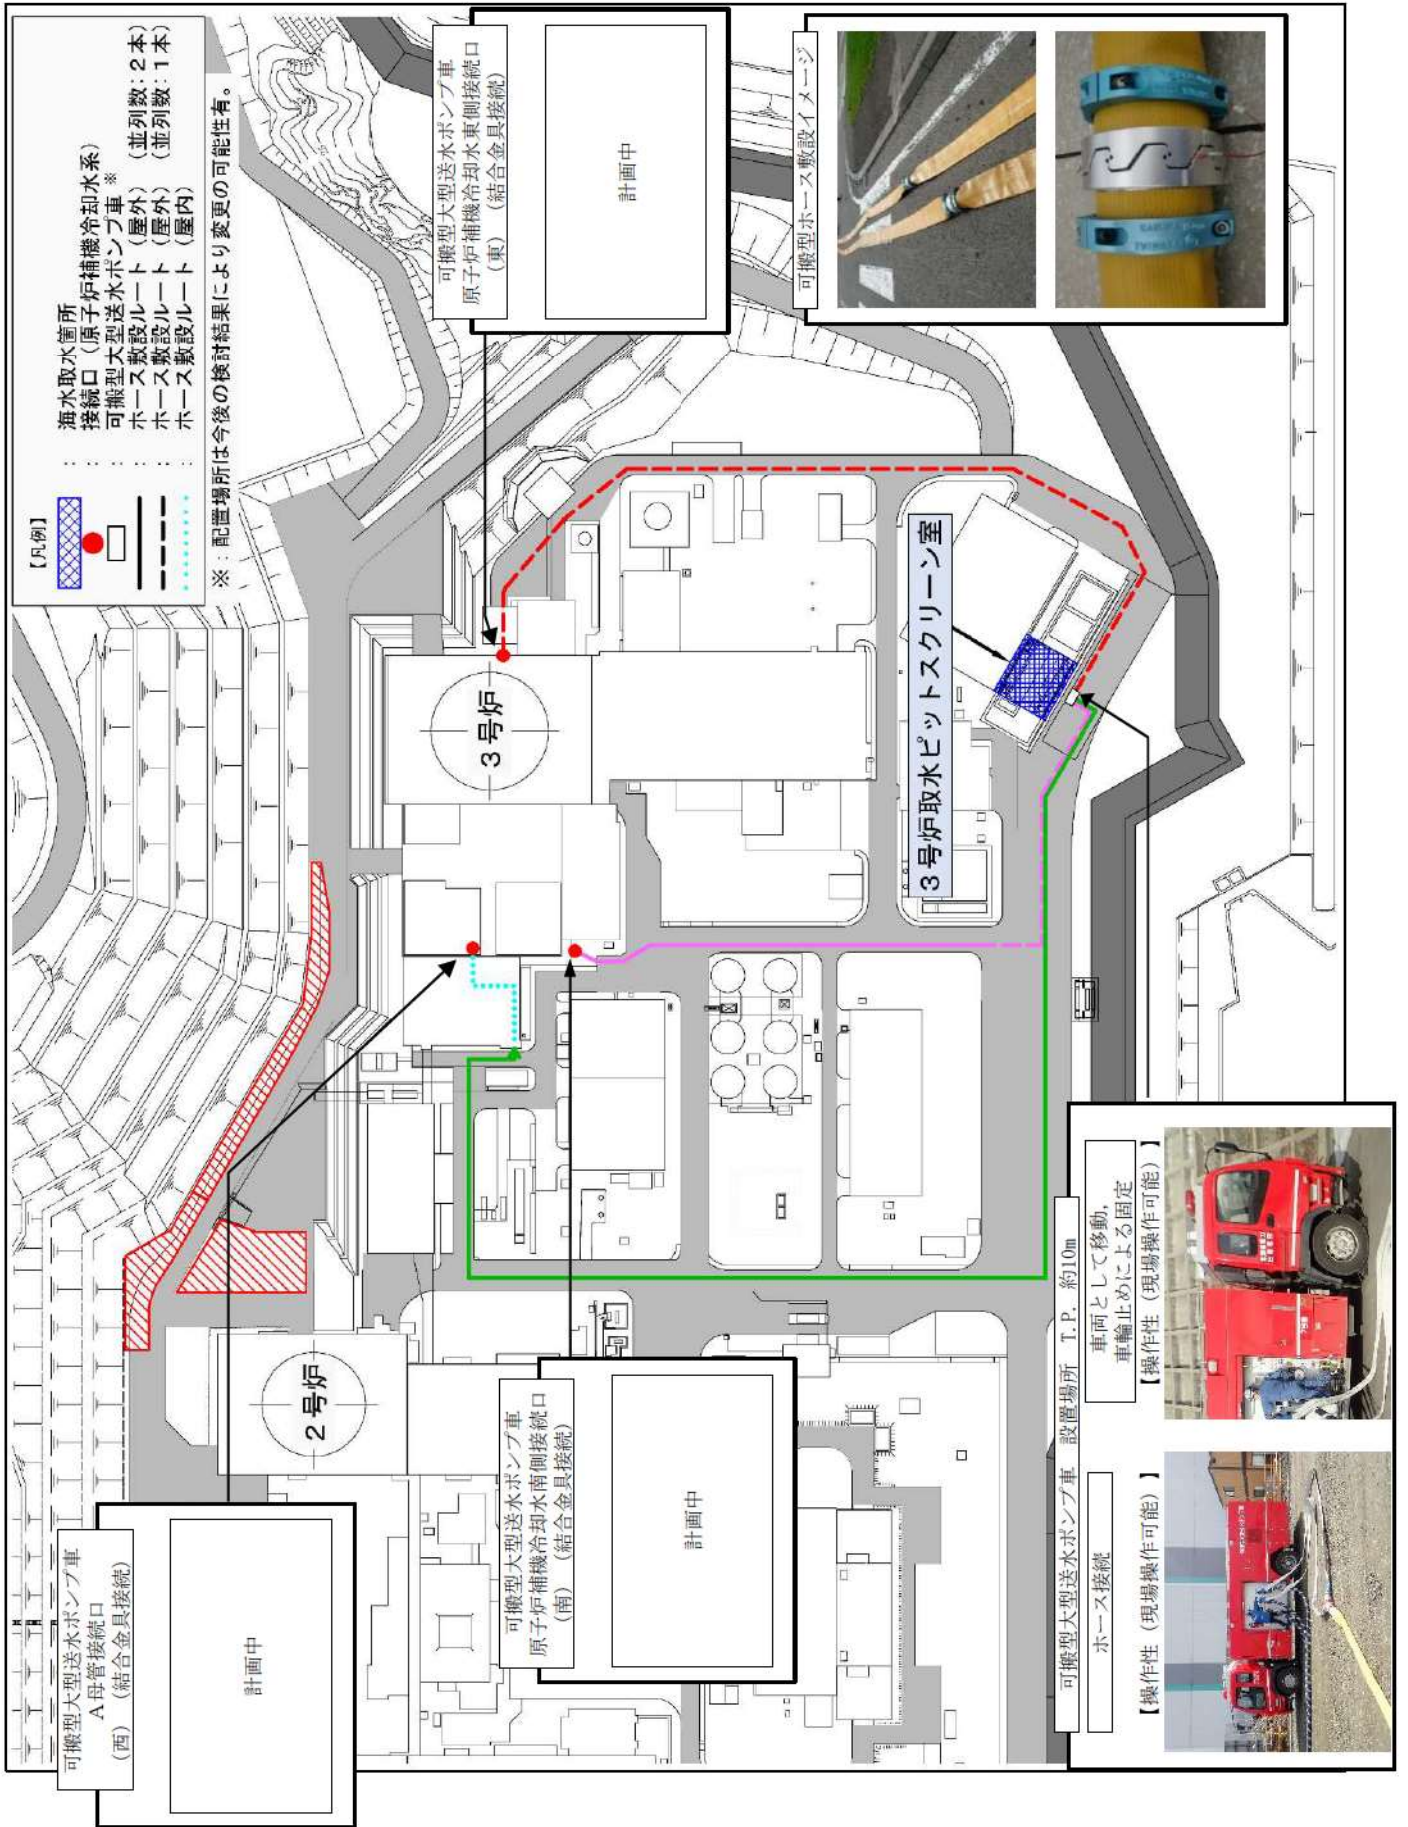 【凡例】
： 海水取水箇所
： 接続口（原子炉補機冷却水系）
： 可搬型大型送水ポンプ車※
： ホース敷設ルート（屋外）（並列数：２本）
： ホース敷設ルート（屋外）（並列数：１本）
： ホース敷設ルート（屋内）
※：配置場所は今後の検討結果により変更の可能性有。
可搬型大型送水ポンプ車
Ａ母管接続口
（西）（結合金具接続）
計画中
可搬型大型送水ポンプ車
原子炉補機冷却水南側接続口
（南）（結合金具接続）
計画中
可搬型大型送水ポンプ車
原子炉補機冷却水東側接続口
（東）（結合金具接続）
計画中
２号炉
３号炉
３号炉取水ピットスクリーン室
可搬型ホース敷設イメージ
可搬型大型送水ポンプ車　設置場所　T.P. 約10m
ホース接続
車両として移動，
車輪止めによる固定
【操作性（現場操作可能）】
【操作性（現場操作可能）】